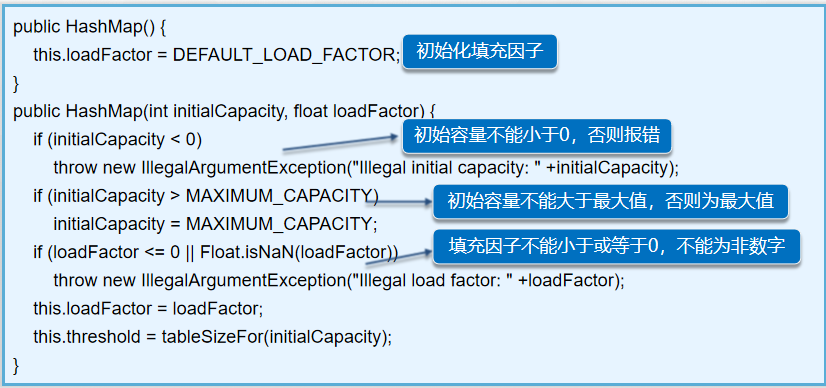 public HashMap() {
this.loadFactor = DEFAULT_LOAD_FACTOR;
初始化填充因子
}
public HashMap(int initialCapacity, float loadFactor) {
if (initialCapacity < 0)
初始容量不能小于0，否则报错
throw new IllegalArgumentException("Illegal initial capacity: " +initialCapacity);
if (initialCapacity > MAXIMUM_CAPACITY)
初始容量不能大于最大值，否则为最大值
initialCapacity = MAXIMUM_CAPACITY;
if (loadFactor <= 0 || Float.isNaN(loadFactor))
填充因子不能小于或等于0，不能为非数字
throw new IllegalArgumentException("Illegal load factor: " +loadFactor);
this.loadFactor = loadFactor;
this.threshold = tableSizeFor(initialCapacity);
}